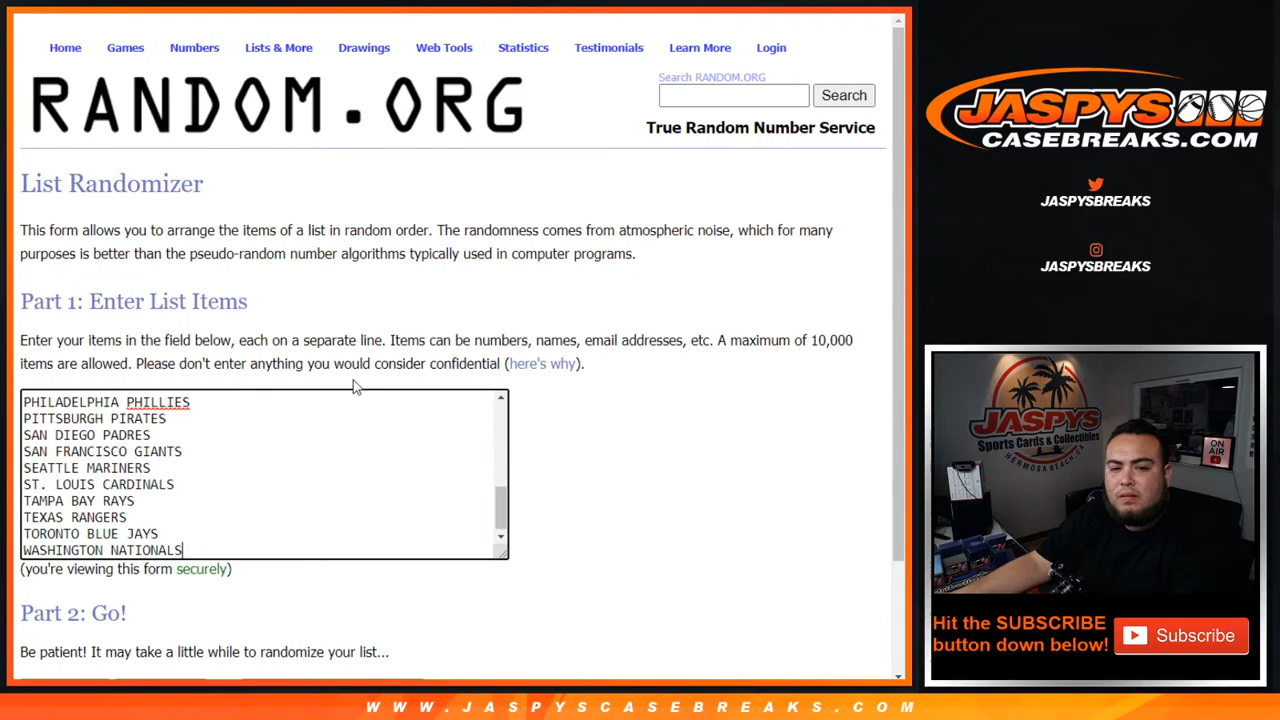 Home Games Numbers Lists & More Drawings Web Tools Statistics Testimonials Learn More Login
RANDOM.ORG
Search RANDOM.ORG
Search
True Random Number Service
List Randomizer
This form allows you to arrange the items of a list in random order. The randomness comes from atmospheric noise, which for many
purposes is better than the pseudo-random number algorithms typically used in computer programs.
Part 1: Enter List Items
Enter your items in the field below, each on a separate line. Items can be numbers, names, email addresses, etc. A maximum of 10,000
items are allowed. Please don't enter anything you would consider confidential (here's why).
PHILADELPHIA PHILLIES
PITTSBURGH PIRATES
SAN DIEGO PADRES
SAN FRANCISCO GIANTS
SEATTLE MARINERS
ST. LOUIS CARDINALS
TAMPA BAY RAYS
TEXAS RANGERS
TORONTO BLUE JAYS
WASHINGTON NATIONALS
(you're viewing this form securely)
Part 2: Go!
Be patient! It may take a little while to randomize your list...
JASPYS
CASEBREAKS.COM
JASPYSBREAKS
JASPYSBREAKS
JASPYS
Sports Cards & Collectibles
HERMOSA BEACH, CA
ON AIR
Hit the SUBSCRIBE
button down below!
Subscribe
WWW.JASPYSCASEBREAKS.COM